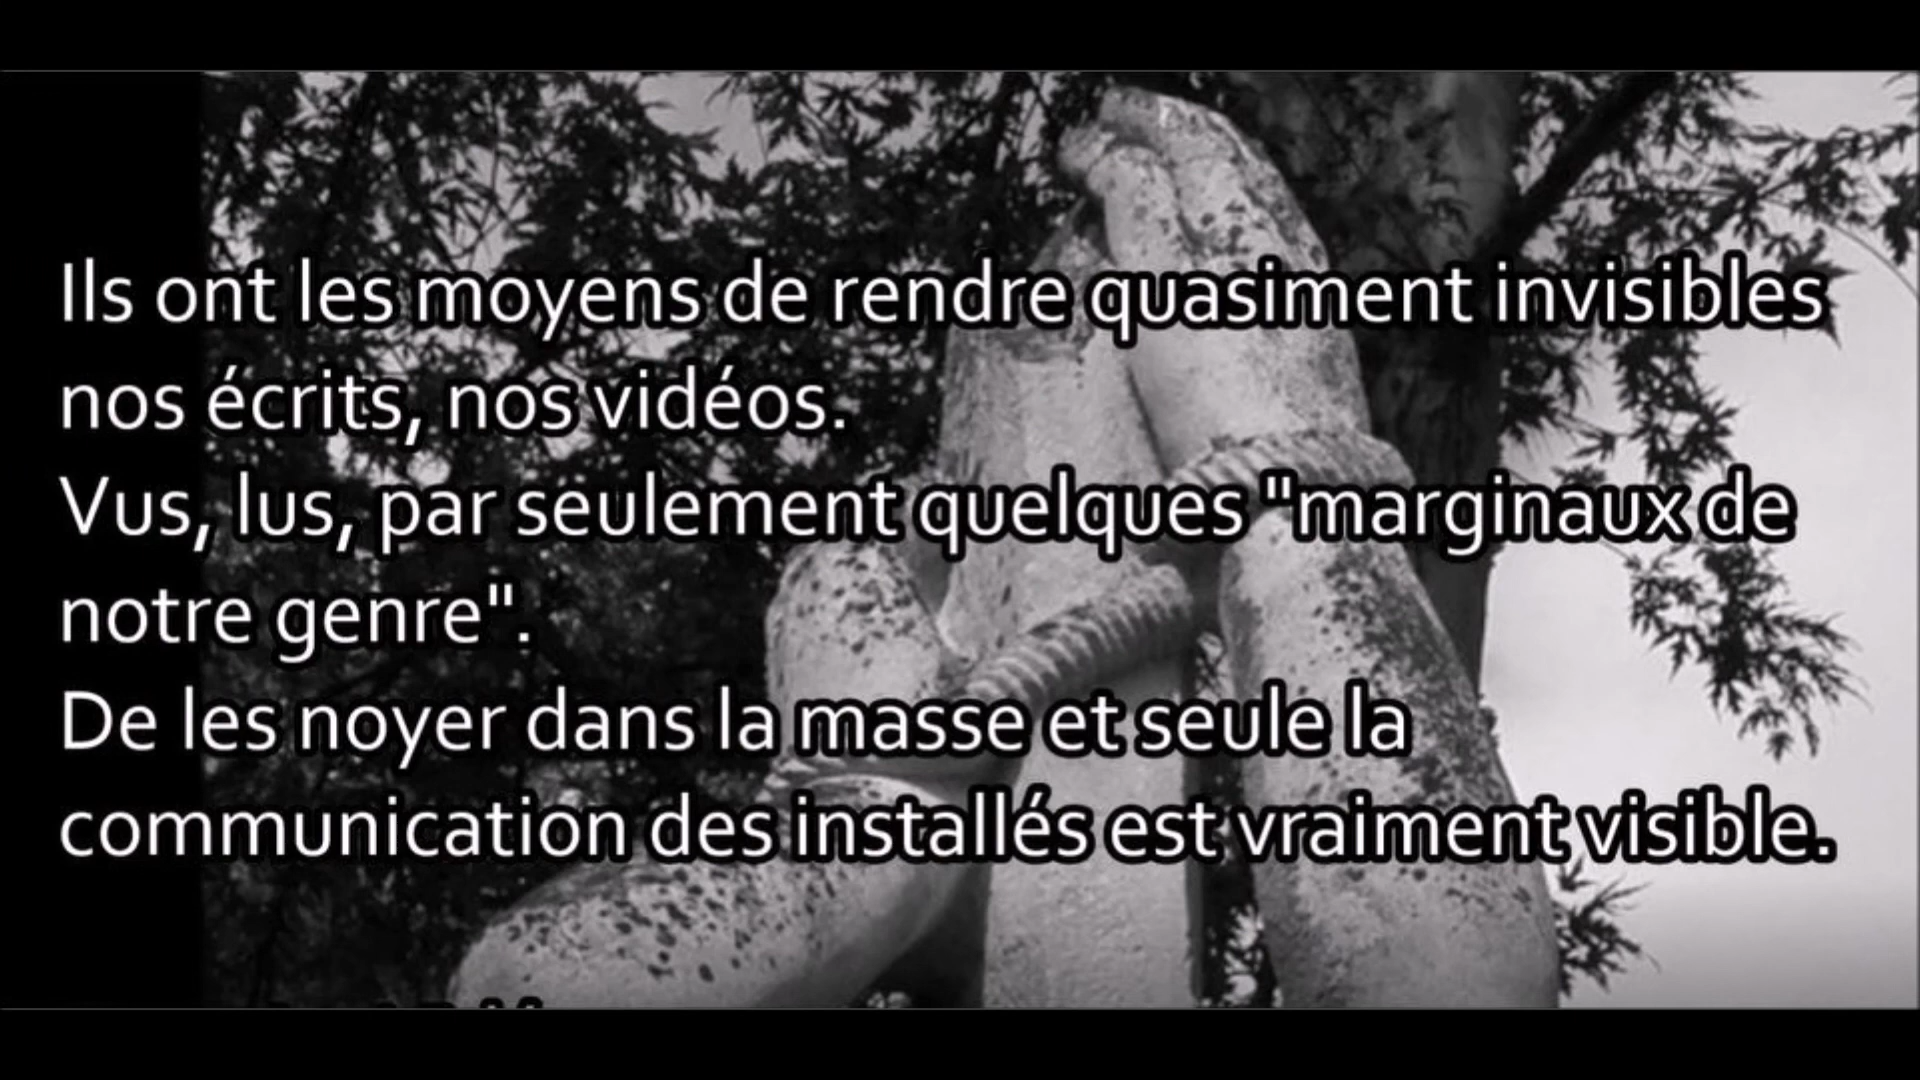 Ils ont les moyens de rendre quasiment invisibles
nos écrits, nos vidéos.
Vus, lus, par seulement quelques "marginaux de
notre genre".
De les noyer dans la masse et seule la
communication des installés est vraiment visible.